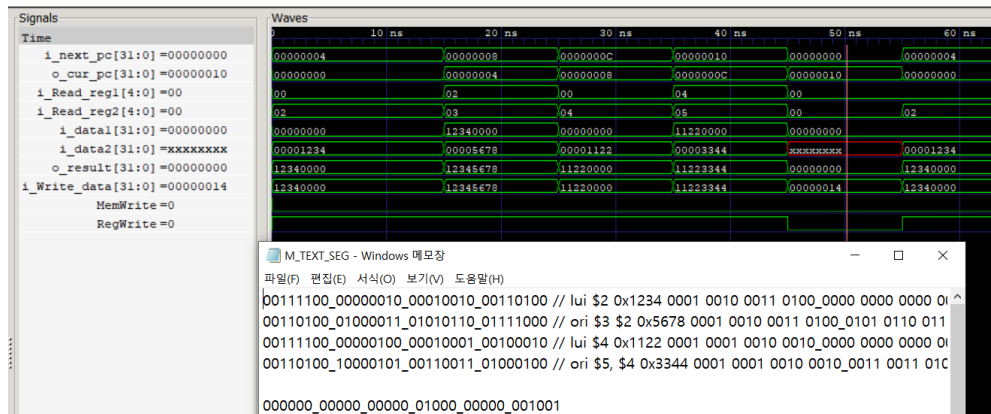 Signals
Waves
Time
0 10 ns 20 ns 30 ns 40 ns 50 ns 60 ns
i_next_pc[31:0] =00000000 00000004 00000008 0000000C 00000010 00000000 00000004
o_cur_pc[31:0] =00000010 00000000 00000004 00000008 0000000C 00000010 00000000
i_Read_reg1[4:0] =00 00 02 00 04 00
i_Read_reg2[4:0] =00 02 03 04 05 00 02
i_data1[31:0] =00000000 00000000 12340000 00000000 11220000 00000000
i_data2[31:0] =xxxxxxxx 00001234 00005678 00001122 00003344 xxxxxxxx 00001234
o_result[31:0] =00000000 12340000 12345678 11220000 11223344 00000000 12340000
i_Write_data[31:0] =00000014 12340000 12345678 11220000 11223344 00000014 12340000
MemWrite =0
RegWrite =0
M_TEXT_SEG - Windows 메모장
파일(F) 편집(E) 서식(O) 보기(V) 도움말(H)
00111100_00000010_00010010_00110100 // lui $2 0x1234 0001 0010 0011 0100_0000 0000 0000
00110100_01000011_01010110_01111000 // ori $3 $2 0x5678 0001 0010 0011 0100_0101 0110 011
00111100_00000100_00010001_00100010 // lui $4 0x1122 0001 0001 0010 0010_0000 0000 0000
00110100_10000101_00110011_01000100 // ori $5, $4 0x3344 0001 0001 0010 0010_0011 0011 010
000000_00000_00000_01000_00000_001001